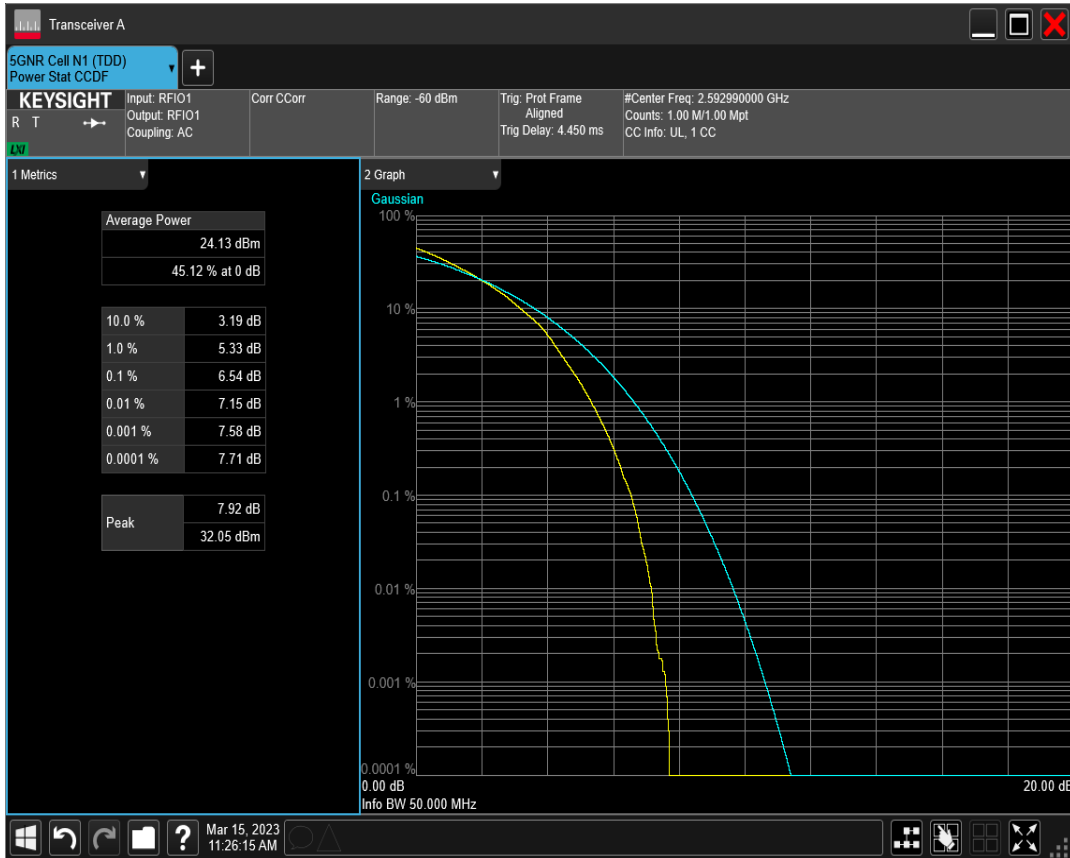 Transceiver A
5GNR Cell N1 (TDD)
Power Stat CCDF
KEYSIGHT
R T
LXI
Input: RFIO1
Output: RFIO1
Coupling: AC
Corr CCorr
Range: -60 dBm
Trig: Prot Frame
Aligned
Trig Delay: 4.450 ms
#Center Freq: 2.592990000 GHz
Counts: 1.00 M/1.00 Mpt
CC Info: UL, 1 CC
1 Metrics
Average Power
24.13 dBm
45.12 % at 0 dB
10.0 % 3.19 dB
1.0 % 5.33 dB
0.1 % 6.54 dB
0.01 % 7.15 dB
0.001 % 7.58 dB
0.0001 % 7.71 dB
Peak 7.92 dB
32.05 dBm
2 Graph
Gaussian
100 %
10 %
1 %
0.1 %
0.01 %
0.001 %
0.0001 %
0.00 dB 20.00 dB
Info BW 50.000 MHz
? Mar 15, 2023
11:26:15 AM